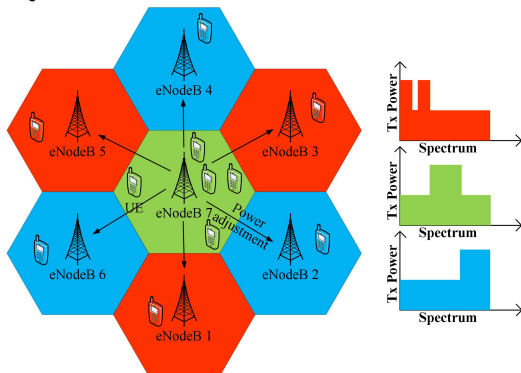 eNodeB 4
eNodeB 5
eNodeB 3
UE
eNodeB 7
Power
adjustment
eNodeB 6
eNodeB 2
eNodeB 1
Tx Power
Spectrum
Tx Power
Spectrum
Tx Power
Spectrum